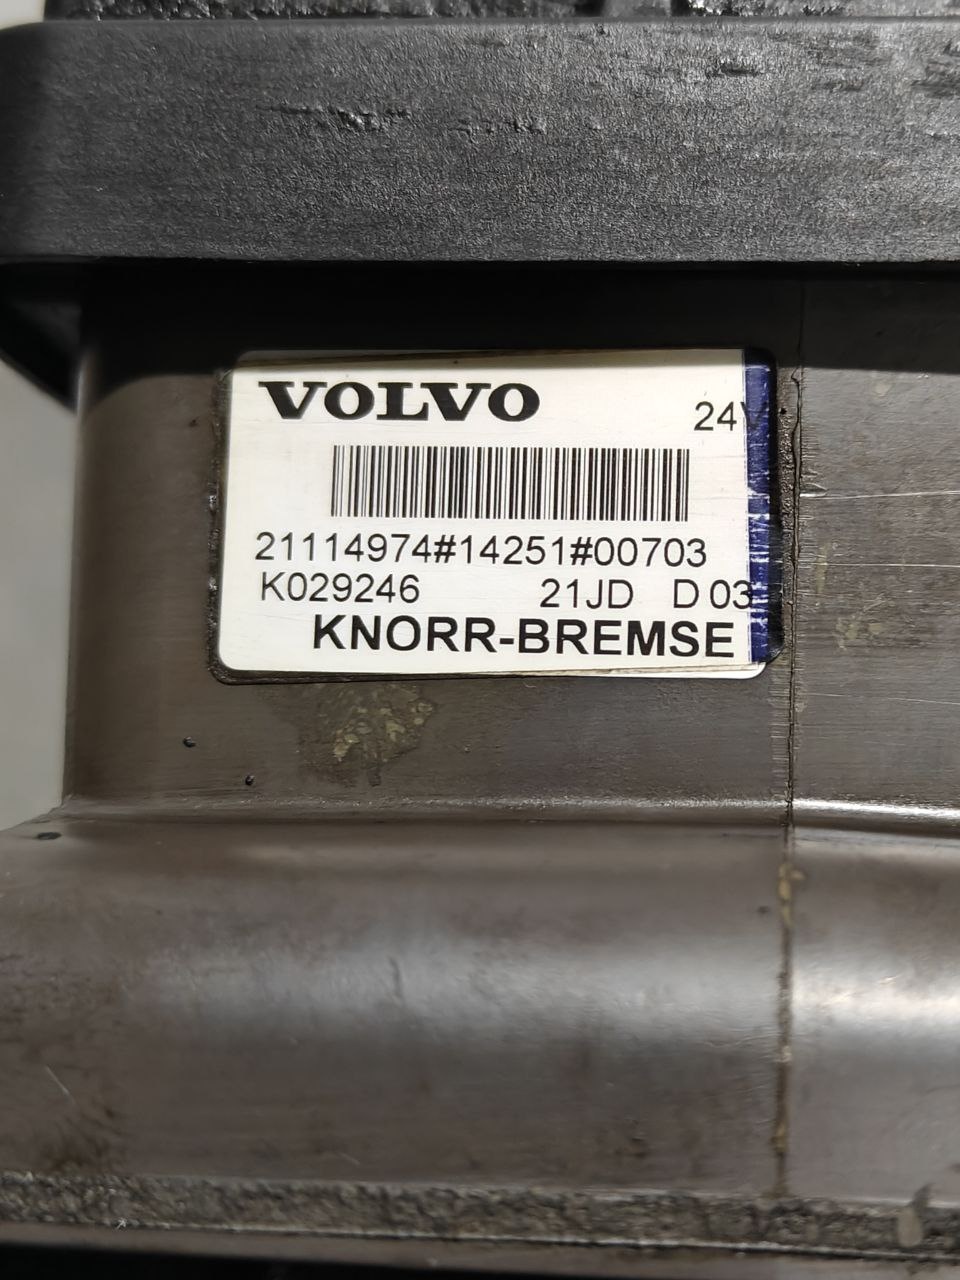 VOLVO
24V
21114974#14251#00703
K029246 21JD D 03
KNORR-BREMSE